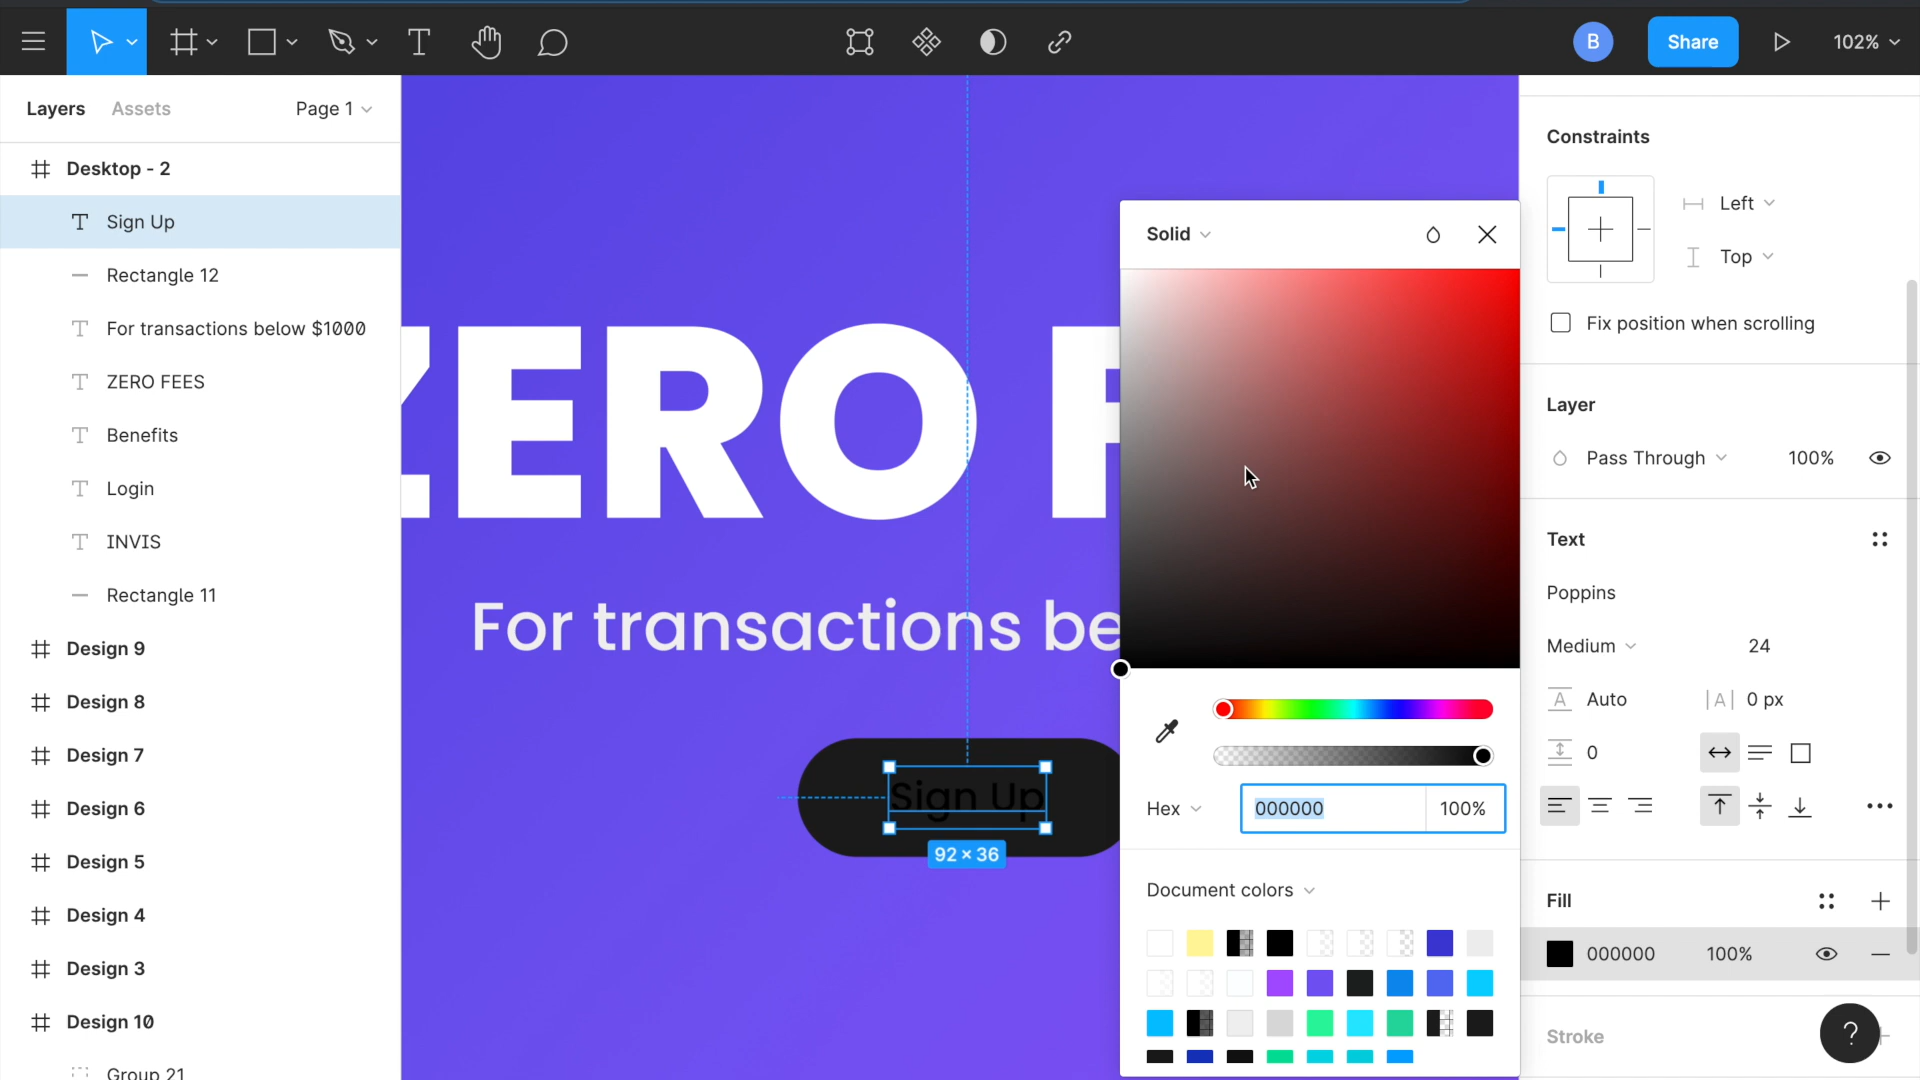 B
Share
102%
Layers
Assets
Page 1
Desktop - 2
Sign Up
Rectangle 12
For transactions below $1000
ZERO FEES
Benefits
Login
INVIS
Rectangle 11
Design 9
Design 8
Design 7
Design 6
Design 5
Design 4
Design 3
Design 10
Group 21
ZERO F
For transactions be
Sign Up
92 × 36
Solid
Hex
000000
100%
Document colors
Constraints
Left
Top
Fix position when scrolling
Layer
Pass Through
100%
Text
Poppins
Medium
24
Auto
0 px
0
Fill
000000
100%
Stroke
?